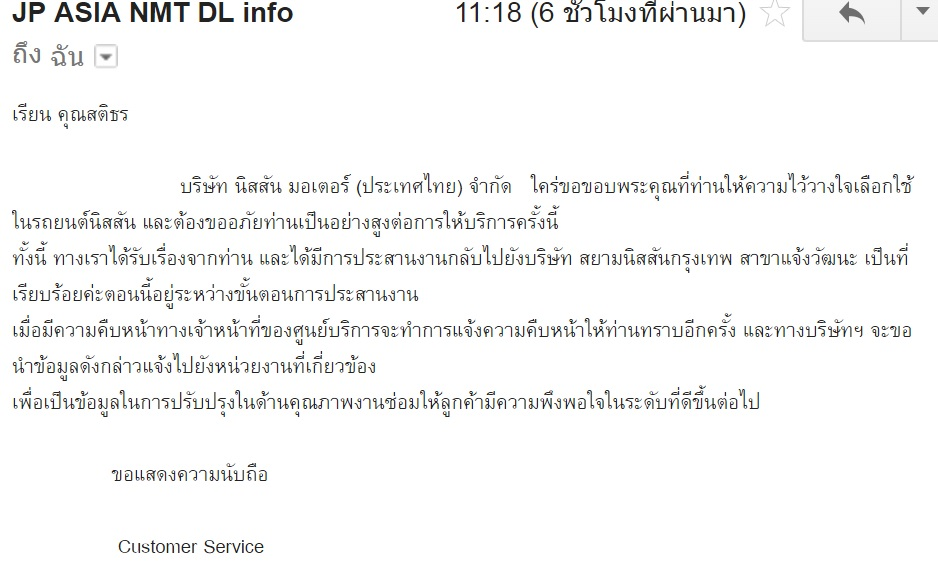 JP ASIA NMT DL info 11:18 (6 ชั่วโมงที่ผ่านมา)
ถึง ฉัน
เรียน คุณสติธร
บริษัท นิสสัน มอเตอร์ (ประเทศไทย) จำกัด ใคร่ขอขอบพระคุณที่ท่านให้ความไว้วางใจเลือกใช้
ในรถยนต์นิสสัน และต้องขออภัยท่านเป็นอย่างสูงต่อการให้บริการครั้งนี้
ทั้งนี้ ทางเราได้รับเรื่องจากท่าน และได้มีการประสานงานกลับไปยังบริษัท สยามนิสสันกรุงเทพ สาขาแจ้งวัฒนะ เป็นที่
เรียบร้อยค่ะตอนนี้อยู่ระหว่างขั้นตอนการประสานงาน
เมื่อมีความคืบหน้าทางเจ้าหน้าที่ของศูนย์บริการจะทำการแจ้งความคืบหน้าให้ท่านทราบอีกครั้ง และทางบริษัทฯ จะขอ
นำข้อมูลดังกล่าวแจ้งไปยังหน่วยงานที่เกี่ยวข้อง
เพื่อเป็นข้อมูลในการปรับปรุงในด้านคุณภาพงานซ่อมให้ลูกค้ามีความพึงพอใจในระดับที่ดีขึ้นต่อไป
ขอแสดงความนับถือ
Customer Service